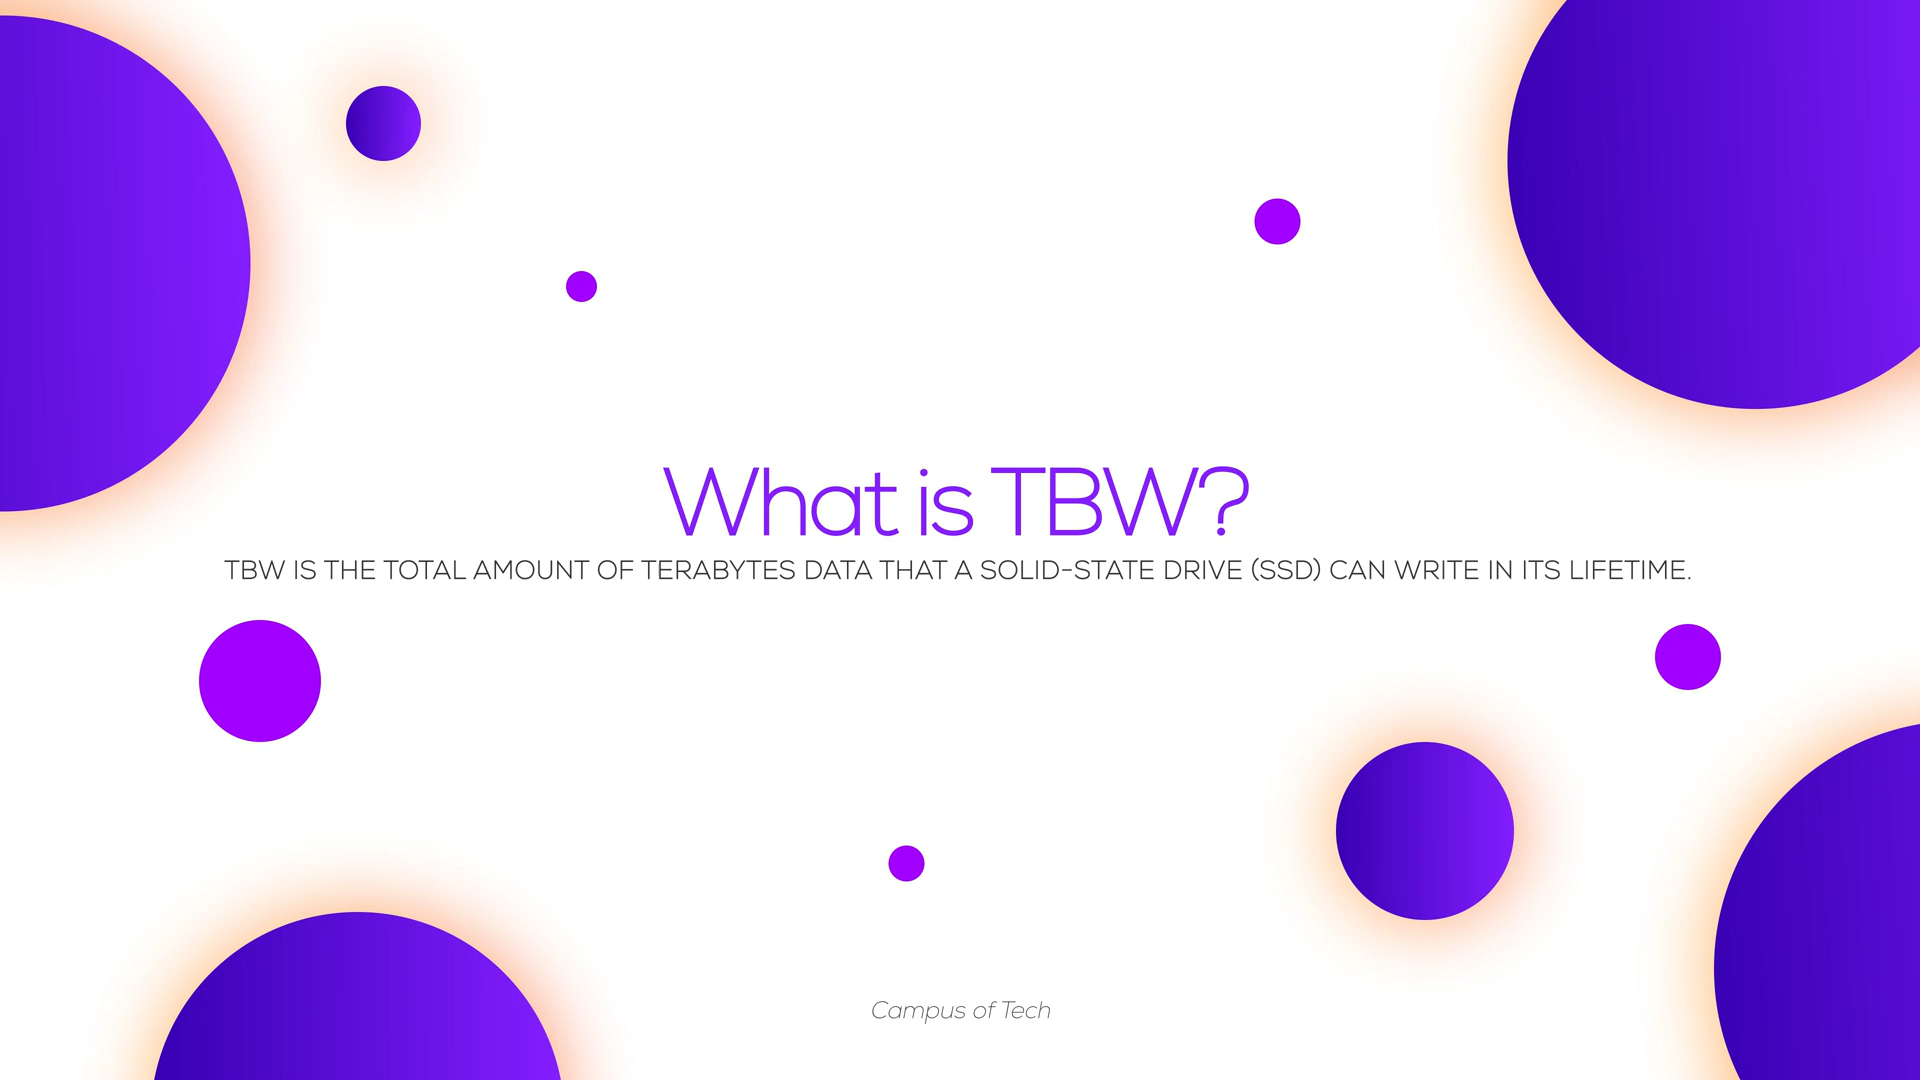 What is TBW?
TBW IS THE TOTAL AMOUNT OF TERABYTES DATA THAT A SOLID-STATE DRIVE (SSD) CAN WRITE IN ITS LIFETIME.
Campus of Tech